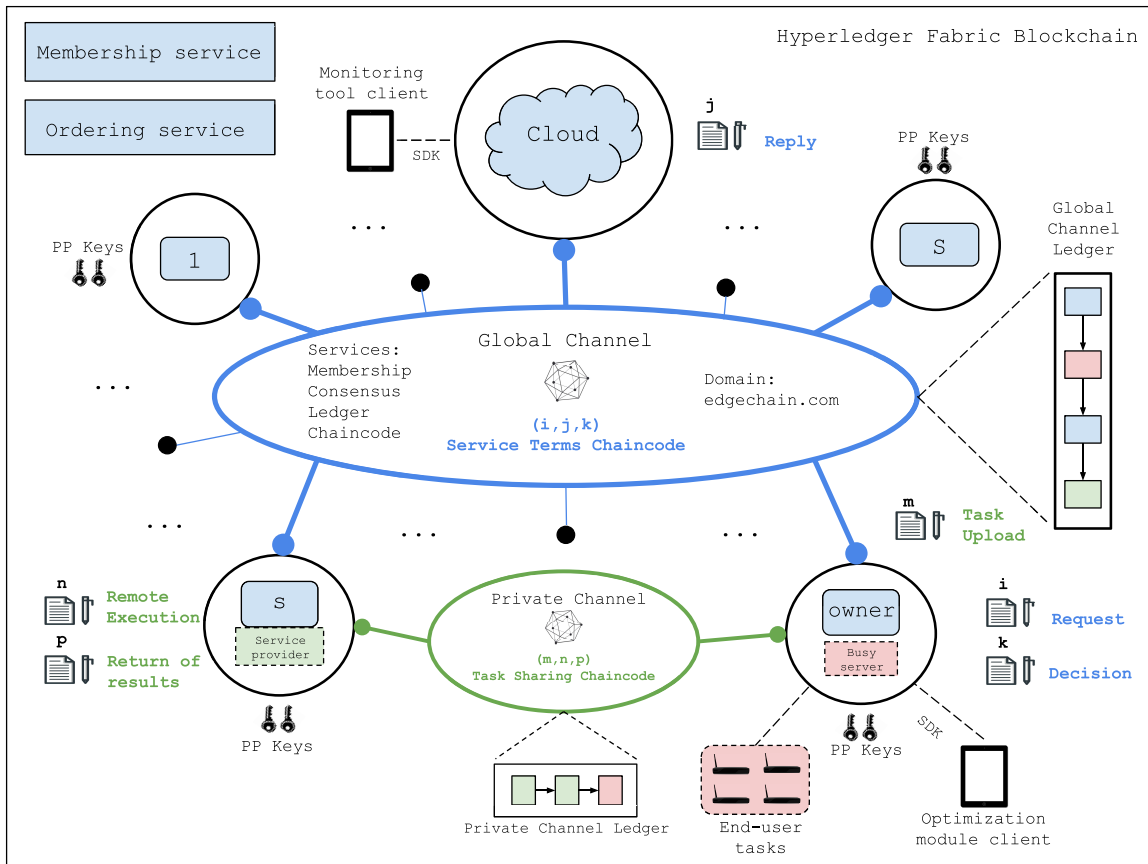 Membership service
Ordering service
Hyperledger Fabric Blockchain
Monitoring
tool client
SDK
Cloud
j
Reply
PP Keys
S
PP Keys
1
Global
Channel
Ledger
...
...
Services:
Membership
Consensus
Ledger
Chaincode
Global Channel
(i,j,k)
Service Terms Chaincode
Domain:
edgechain.com
...
...
...
...
m
Task
Upload
n
Remote
Execution
p
Return of
results
s
Service
provider
PP Keys
Private Channel
(m,n,p)
Task Sharing Chaincode
Private Channel Ledger
owner
Busy
server
PP Keys
SDK
i
Request
k
Decision
End-user
tasks
Optimization
module client